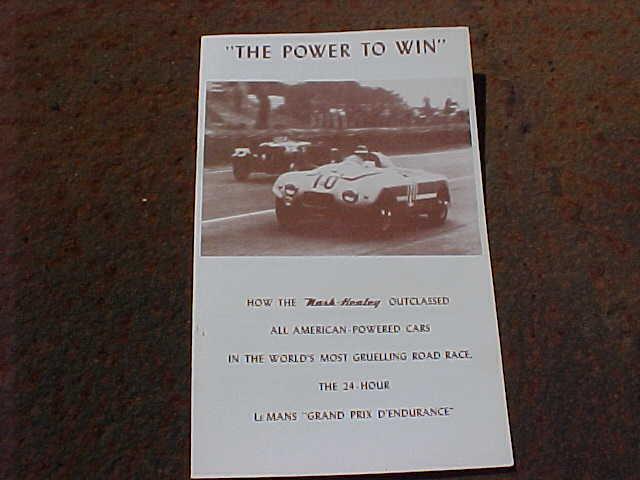 "THE POWER TO WIN"
10
HOW THE Nash-Healey OUTCLASSED
ALL AMERICAN-POWERED CARS
IN THE WORLD'S MOST GRUELLING ROAD RACE,
THE 24-HOUR
LE MANS "GRAND PRIX D'ENDURANCE"